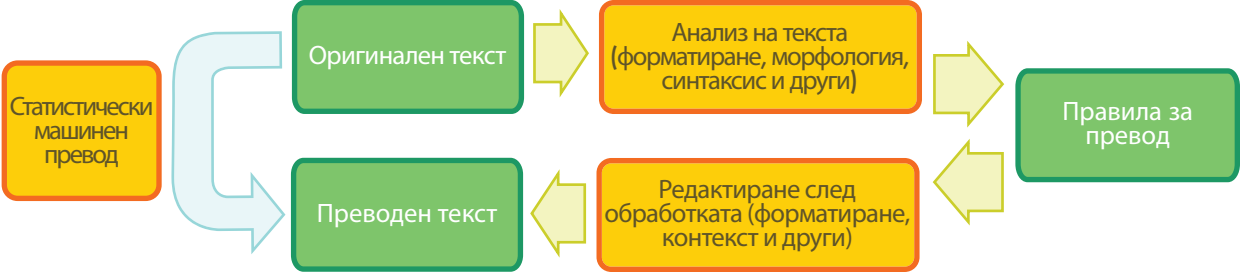 Статистически
машинен
превод
Оригинален текст
Анализ на текста
(форматиране, морфология,
синтаксис и други)
Правила за
превод
Преводен текст
Редактиране след
обработката (форматиране,
контекст и други)